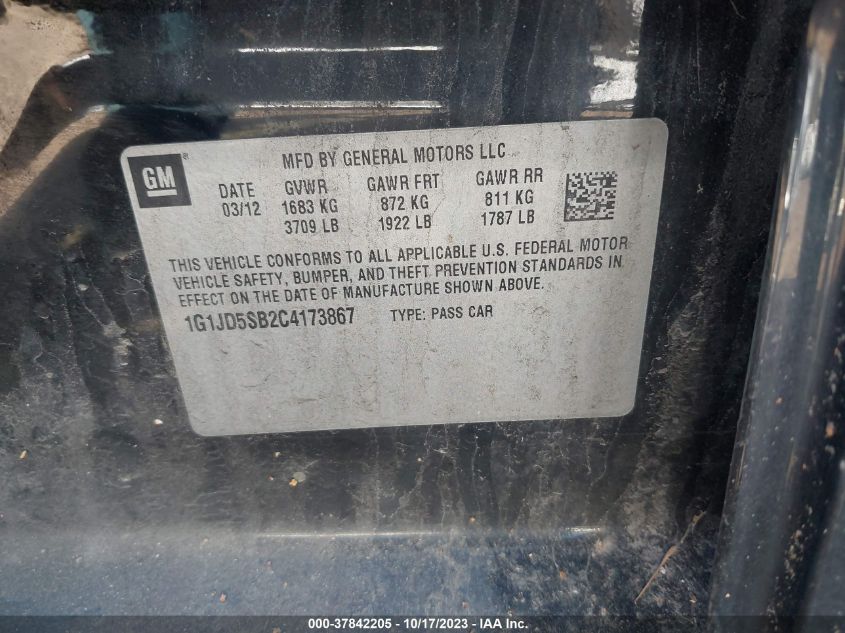 MFD BY GENERAL MOTORS LLC
GM®
DATE GVWR GAWR FRT GAWR RR
03/12 1683 KG 872 KG 811 KG
3709 LB 1922 LB 1787 LB
THIS VEHICLE CONFORMS TO ALL APPLICABLE U.S. FEDERAL MOTOR
VEHICLE SAFETY, BUMPER, AND THEFT PREVENTION STANDARDS IN
EFFECT ON THE DATE OF MANUFACTURE SHOWN ABOVE.
1G1JD5SB2C4173867 TYPE: PASS CAR
000-37842205 - 10/17/2023 - IAA - US